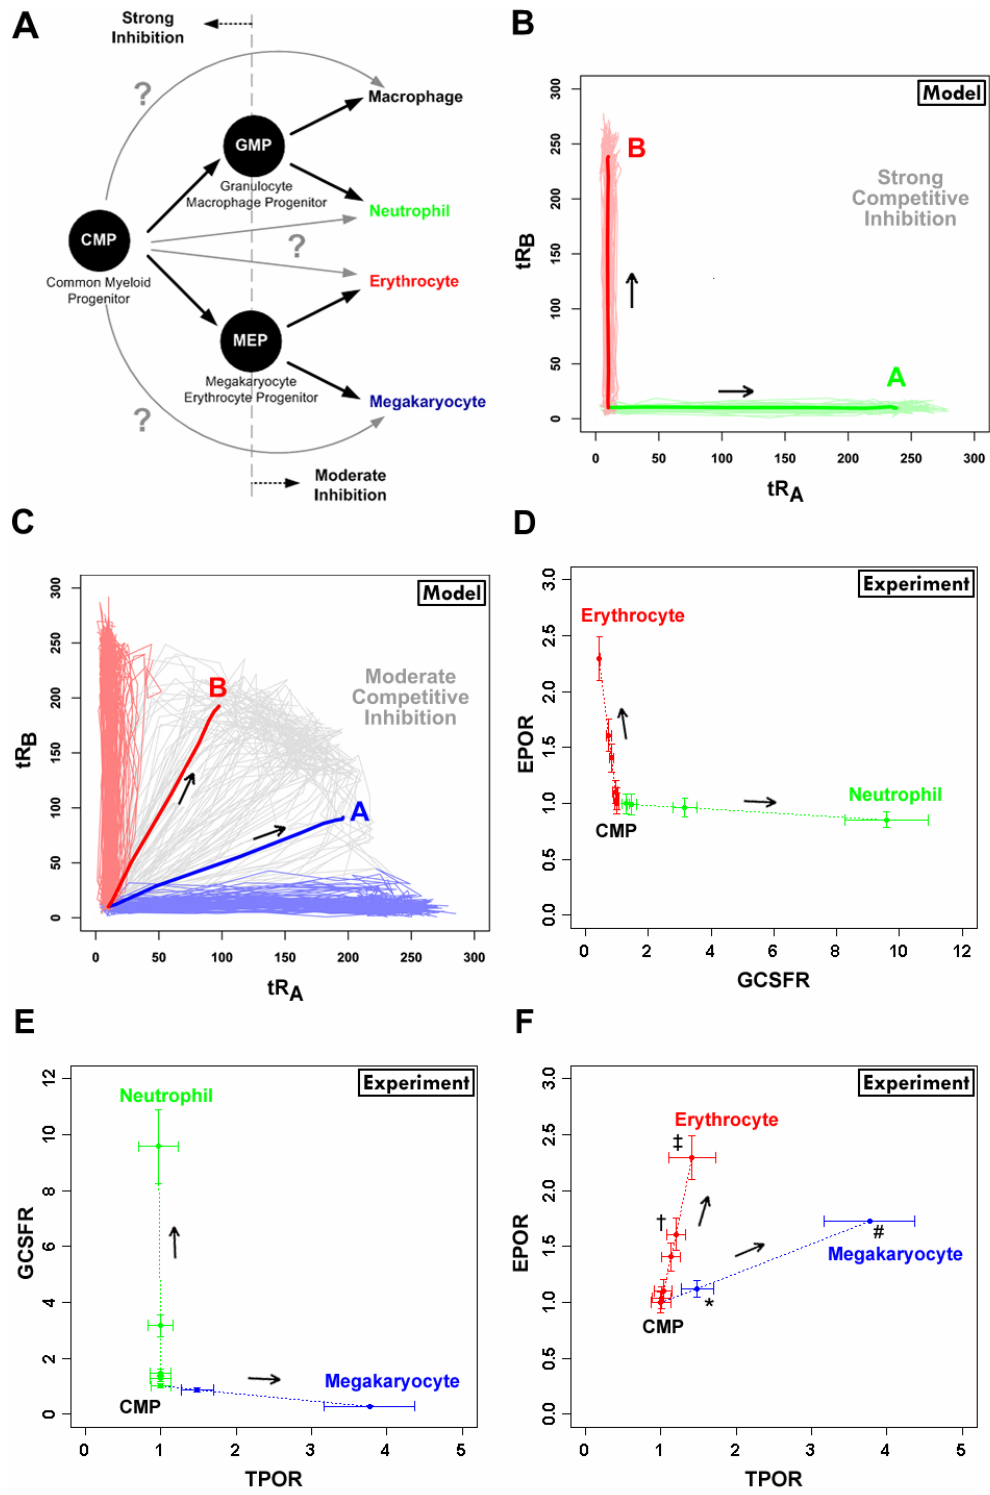 A
Strong
Inhibition
?
Macrophage
GMP
Granulocyte
Macrophage Progenitor
Neutrophil
CMP
?
Common Myeloid
Progenitor
Erythrocyte
MEP
Megakaryocyte
Erythrocyte Progenitor
Megakaryocyte
?
Moderate
Inhibition
B
Model
300
250
200
150
100
50
0
tRB
B
Strong
Competitive
Inhibition
A
0 50 100 150 200 250 300
tRA
C
Model
300
250
200
150
100
50
0
tRB
Moderate
Competitive
Inhibition
B
A
0 50 100 150 200 250 300
tRA
D
Experiment
3.0
2.5
2.0
1.5
1.0
0.5
0.0
EPOR
Erythrocyte
Neutrophil
CMP
0 2 4 6 8 10 12
GCSFR
E
Experiment
12
10
8
6
4
2
0
GCSFR
Neutrophil
Megakaryocyte
CMP
0 1 2 3 4 5
TPOR
F
Experiment
3.0
2.5
2.0
1.5
1.0
0.5
0.0
EPOR
Erythrocyte
‡
†
#
Megakaryocyte
*
CMP
0 1 2 3 4 5
TPOR